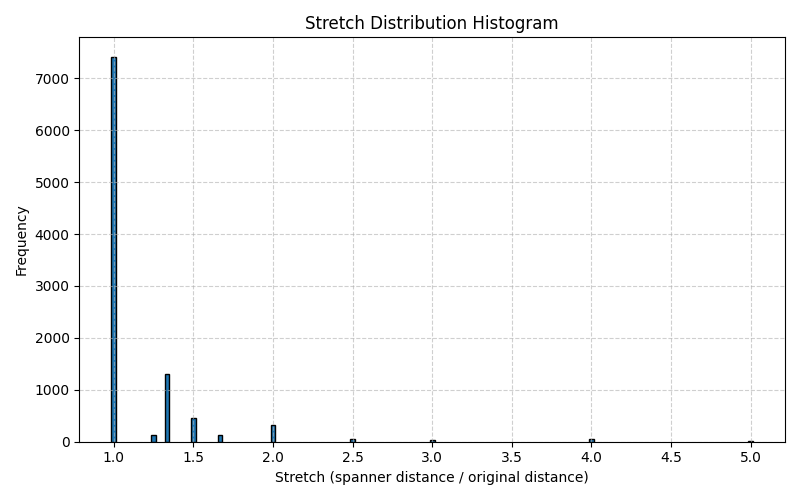 Stretch Distribution Histogram
Frequency
7000
6000
5000
4000
3000
2000
1000
0
1.0 1.5 2.0 2.5 3.0 3.5 4.0 4.5 5.0
Stretch (spanner distance / original distance)